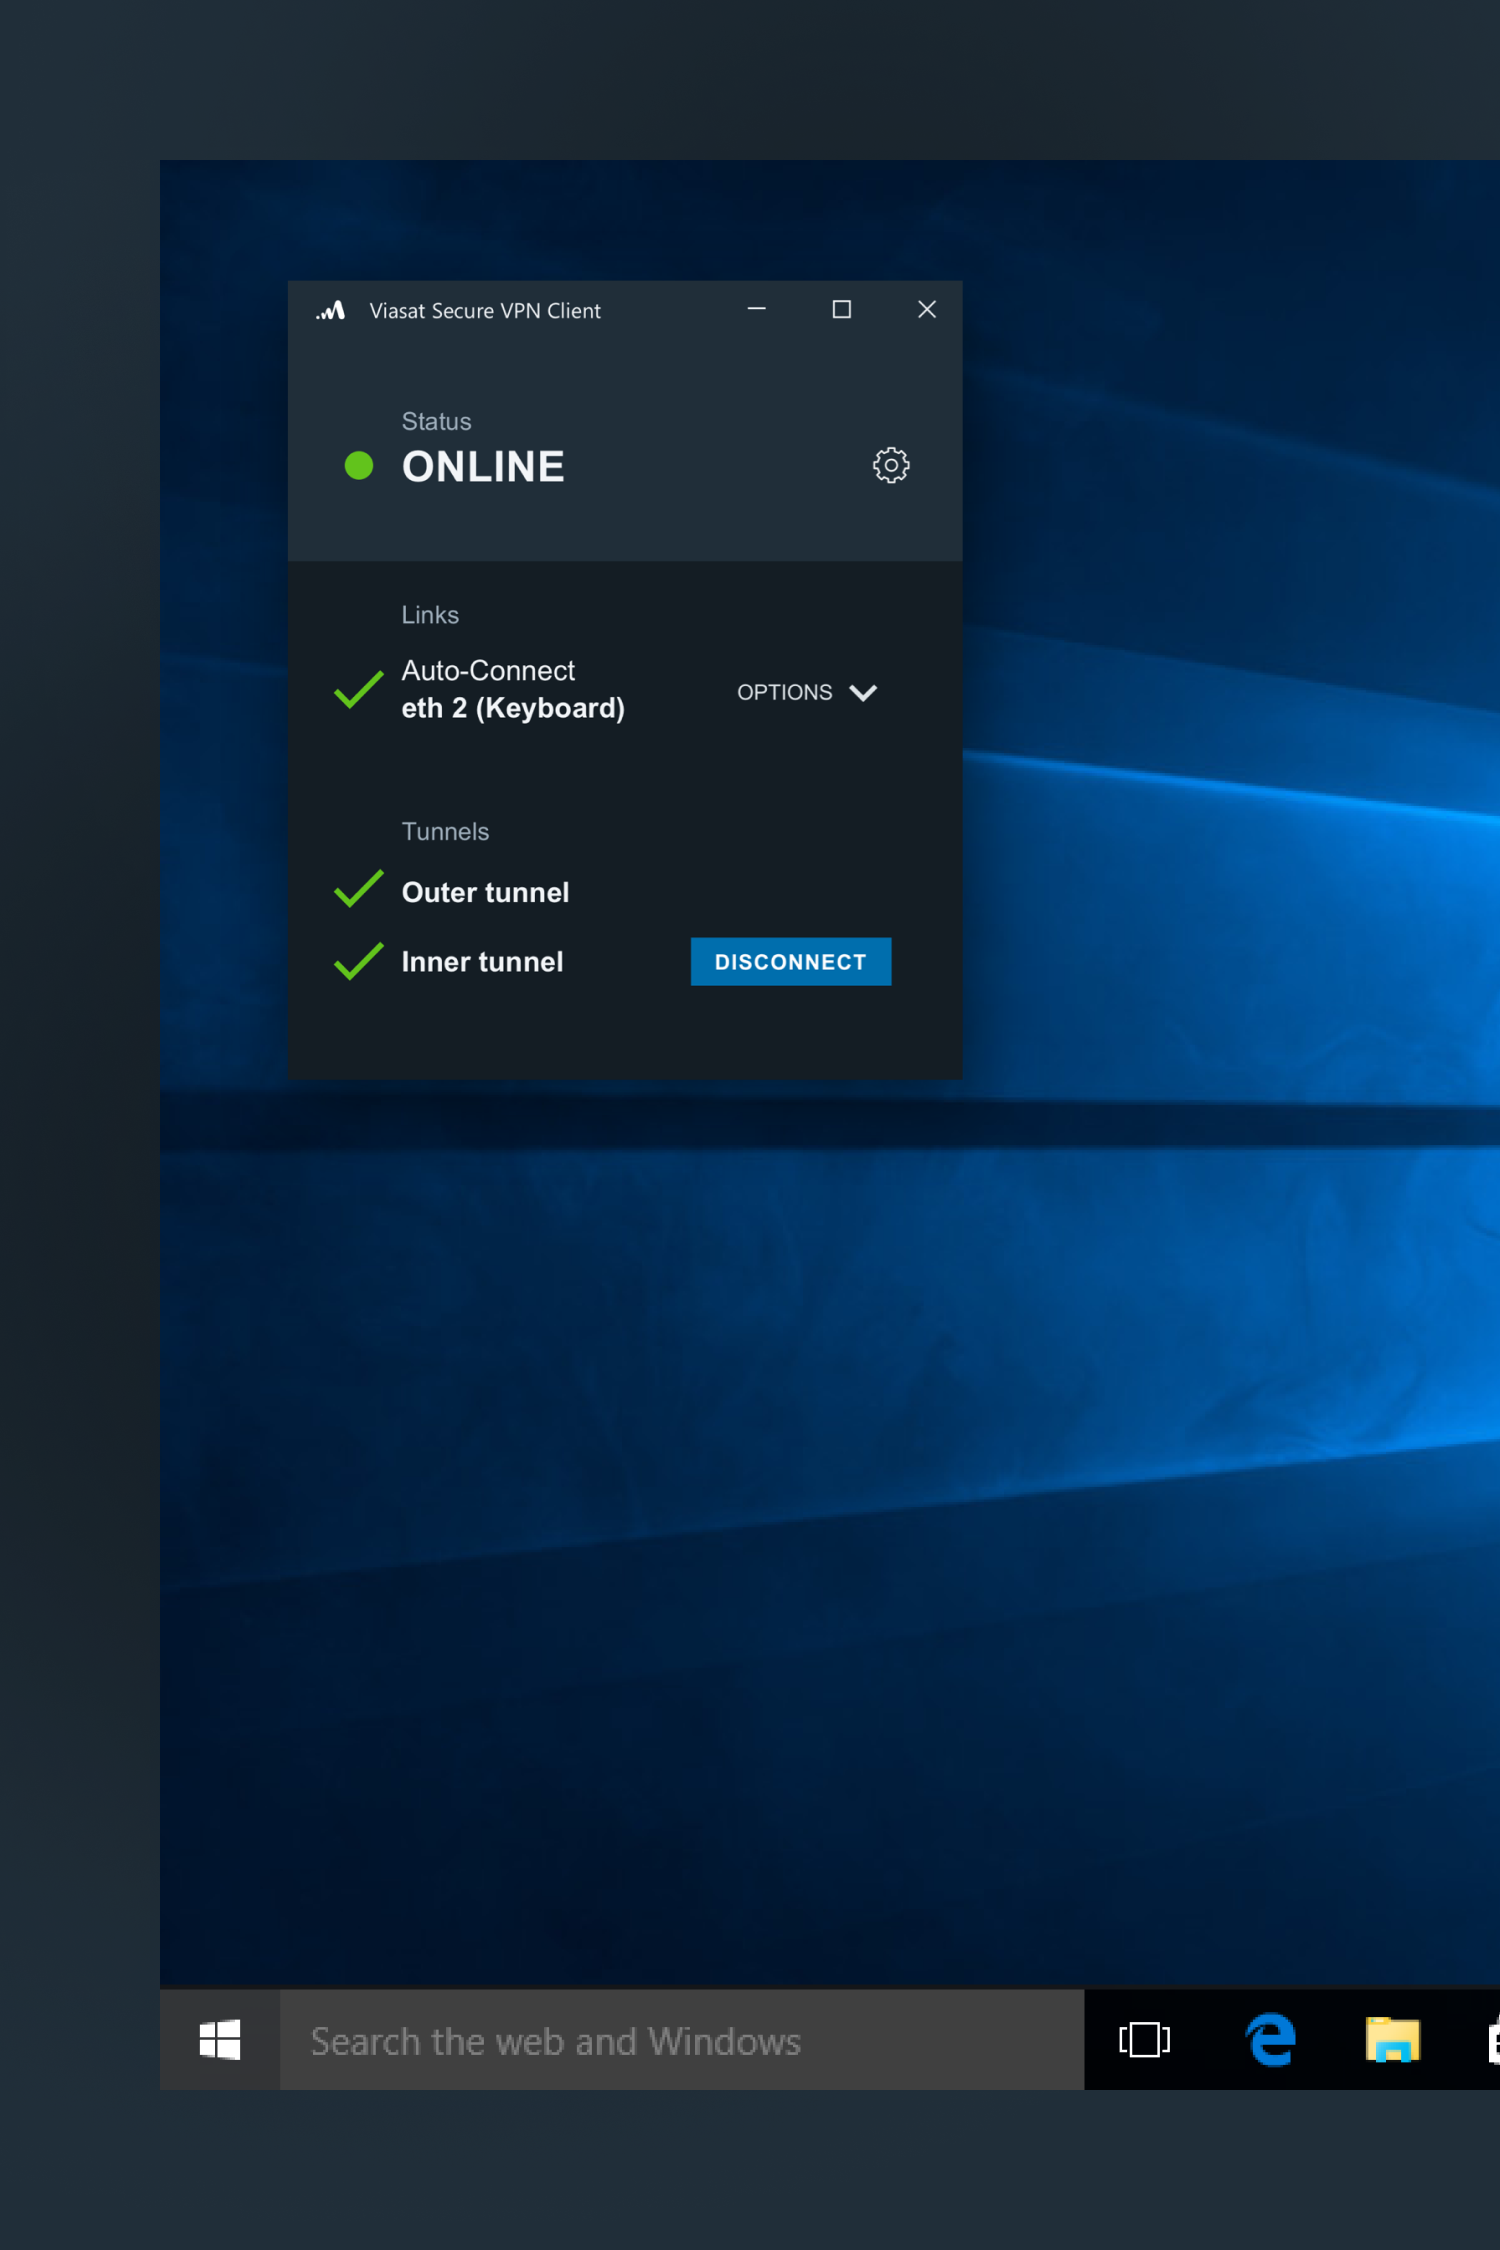 Viasat Secure VPN Client
Status
ONLINE
Links
Auto-Connect
eth 2 (Keyboard)
OPTIONS
Tunnels
Outer tunnel
Inner tunnel
DISCONNECT
Search the web and Windows